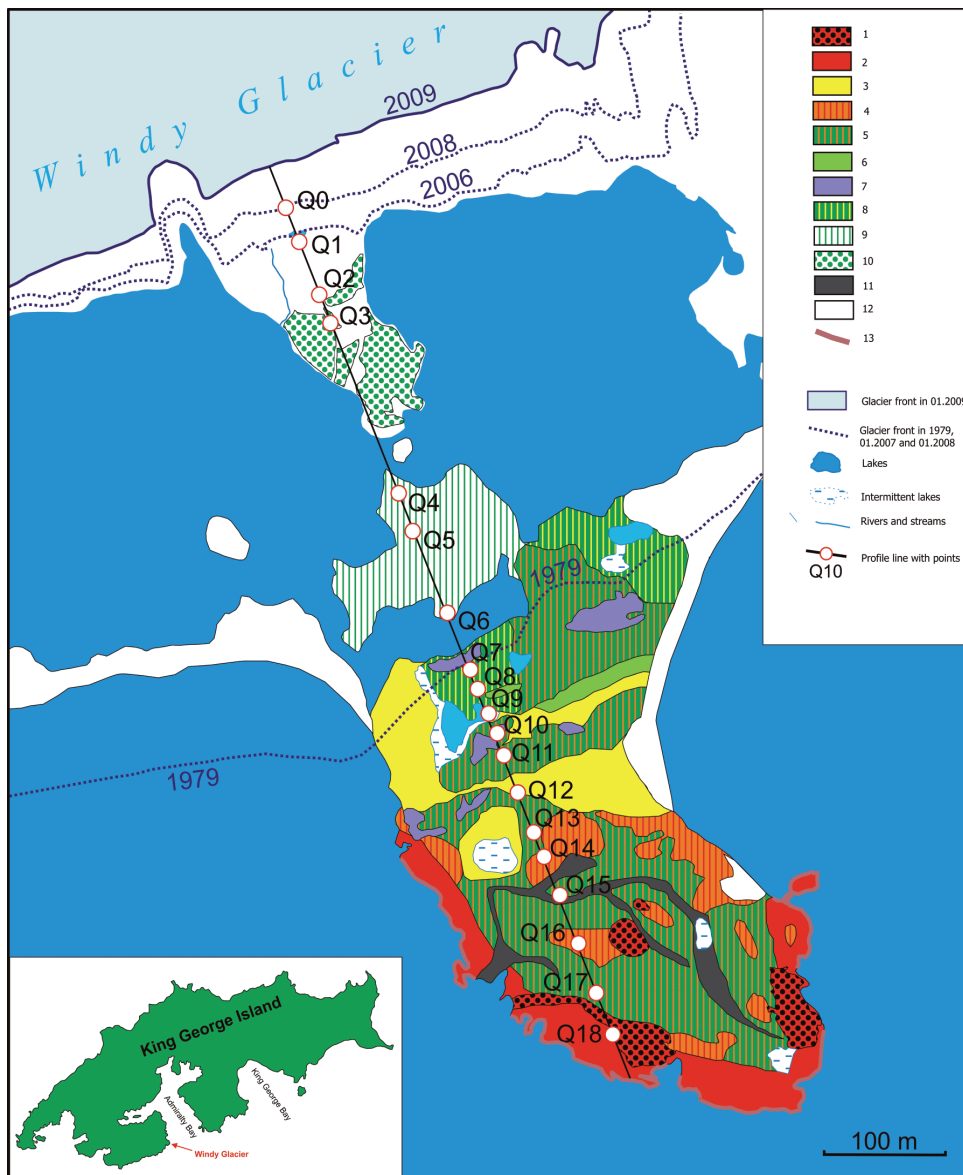 Windy Glacier
2009
2008
2006
Q0
Q1
Q2
Q3
Q4
Q5
Q6
1979
Q7
Q8
Q9
Q10
Q11
1979
Q12
Q13
Q14
Q15
Q16
Q17
Q18
1
2
3
4
5
6
7
8
9
10
11
12
13
Glacier front in 01.2009
Glacier front in 1979,
01.2007 and 01.2008
Lakes
Intermittent lakes
Rivers and streams
Profile line with points
Q10
King George Island
Admiralty Bay
King George Bay
Windy Glacier
100 m